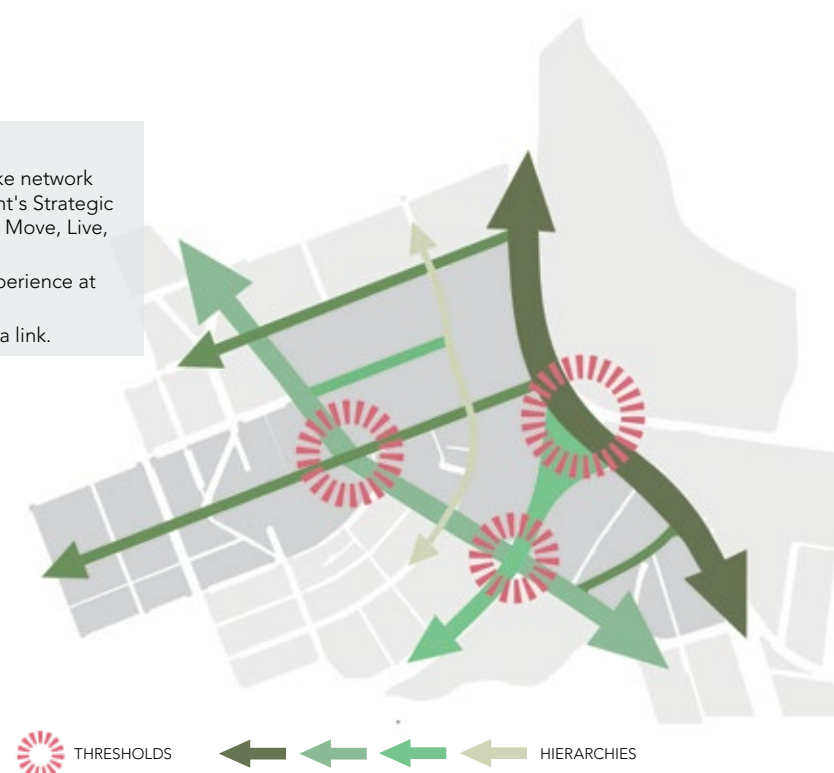 ke network
nt's Strategic
Move, Live,
perience at
a link.
THRESHOLDS
HIERARCHIES